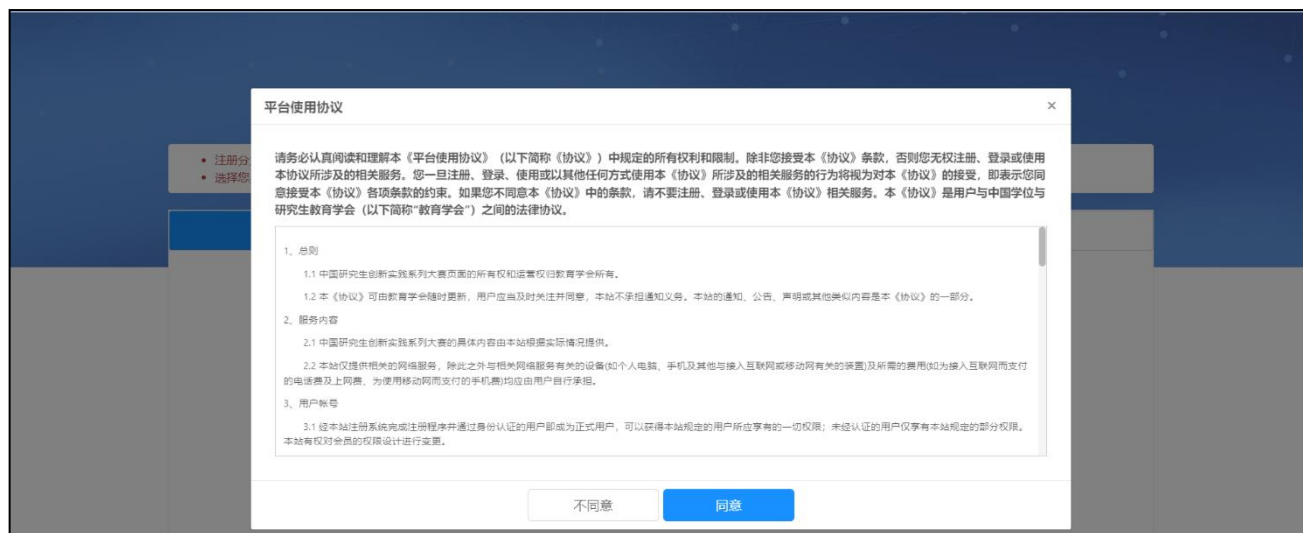 平台使用协议
×
• 注册分
• 选择您
请务必认真阅读和理解本《平台使用协议》（以下简称《协议》）中规定的所有权利和限制。除非您接受本《协议》条款，否则您无权注册、登录或使用
本协议所涉及的相关服务。您一旦注册、登录、使用或以其他任何方式使用本《协议》所涉及的相关服务的行为将视为对本《协议》的接受，即表示您同
意接受本《协议》各项条款的约束。如果您不同意本《协议》中的条款，请不要注册、登录或使用本《协议》相关服务。本《协议》是用户与中国学位与
研究生教育学会（以下简称“教育学会”）之间的法律协议。
1、总则
1.1 中国研究生创新实践系列大赛页面的所有权和运营权归教育学会所有。
1.2 本《协议》可由教育学会随时更新，用户应当及时关注并同意，本站不承担通知义务。本站的通知、公告、声明或其他类似内容是本《协议》的一部分。
2、服务内容
2.1 中国研究生创新实践系列大赛的具体内容由本站根据实际情况提供。
2.2 本站仅提供相关的网络服务，除此之外与相关网络服务有关的设备(如个人电脑、手机及其他与接入互联网或移动网有关的装置)及所需的费用(如为接入互联网而支付
的电话费及上网费、为使用移动网而支付的手机费)均应由用户自行承担。
3、用户帐号
3.1 经本站注册系统完成注册程序并通过身份认证的用户即成为正式用户，可以获得本站规定的用户所应享有的一切权限；未经认证的用户仅享有本站规定的部分权限。
本站有权对会员的权限设计进行变更。
不同意
同意